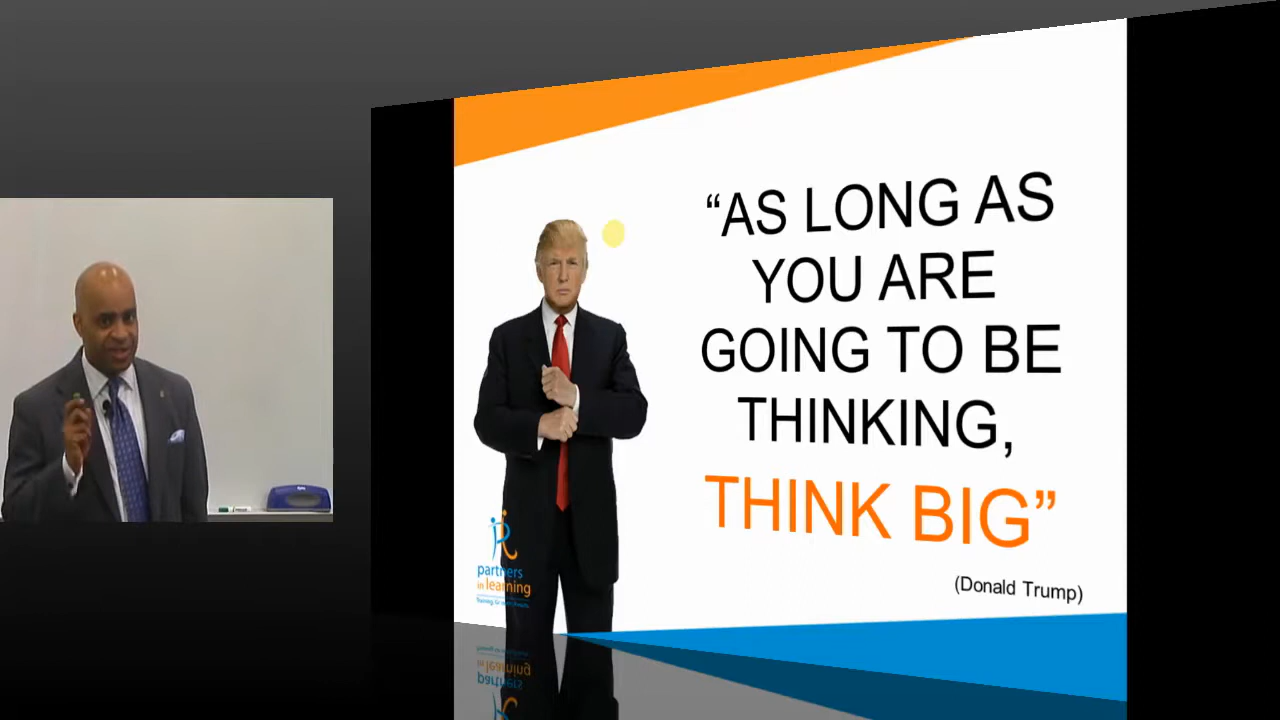 “AS LONG AS
YOU ARE
GOING TO BE
THINKING,
THINK BIG”
(Donald Trump)
partners
in learning